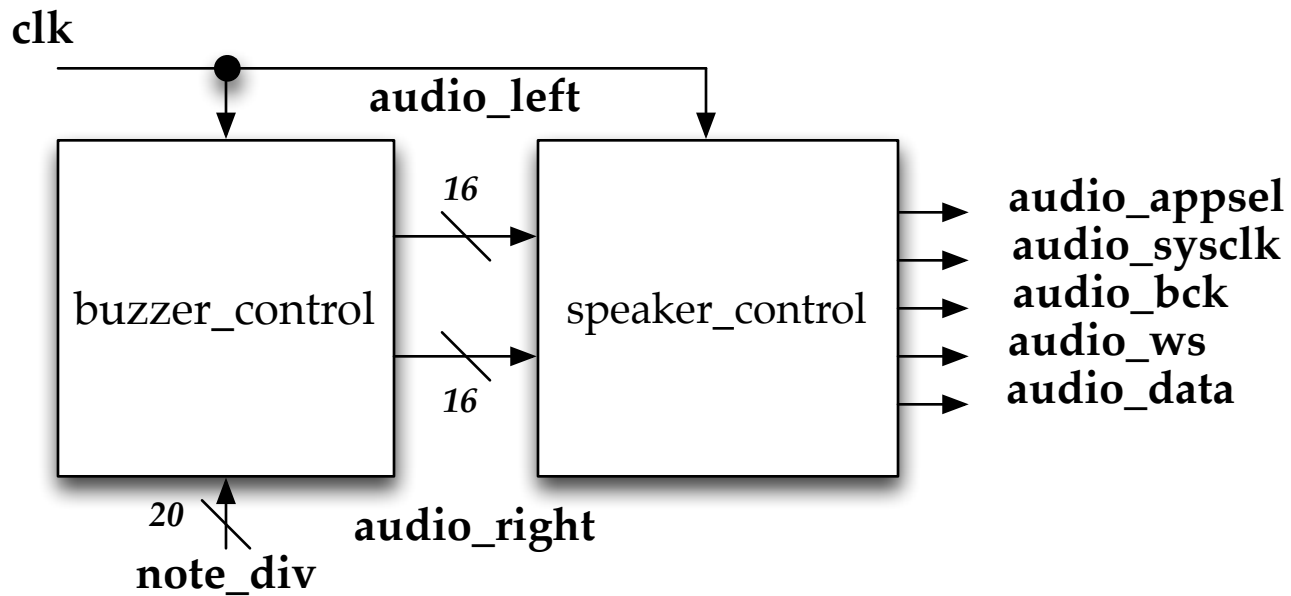 clk
audio_left
16
buzzer_control
16
speaker_control
audio_appsel
audio_sysclk
audio_bck
audio_ws
audio_data
20
note_div
audio_right